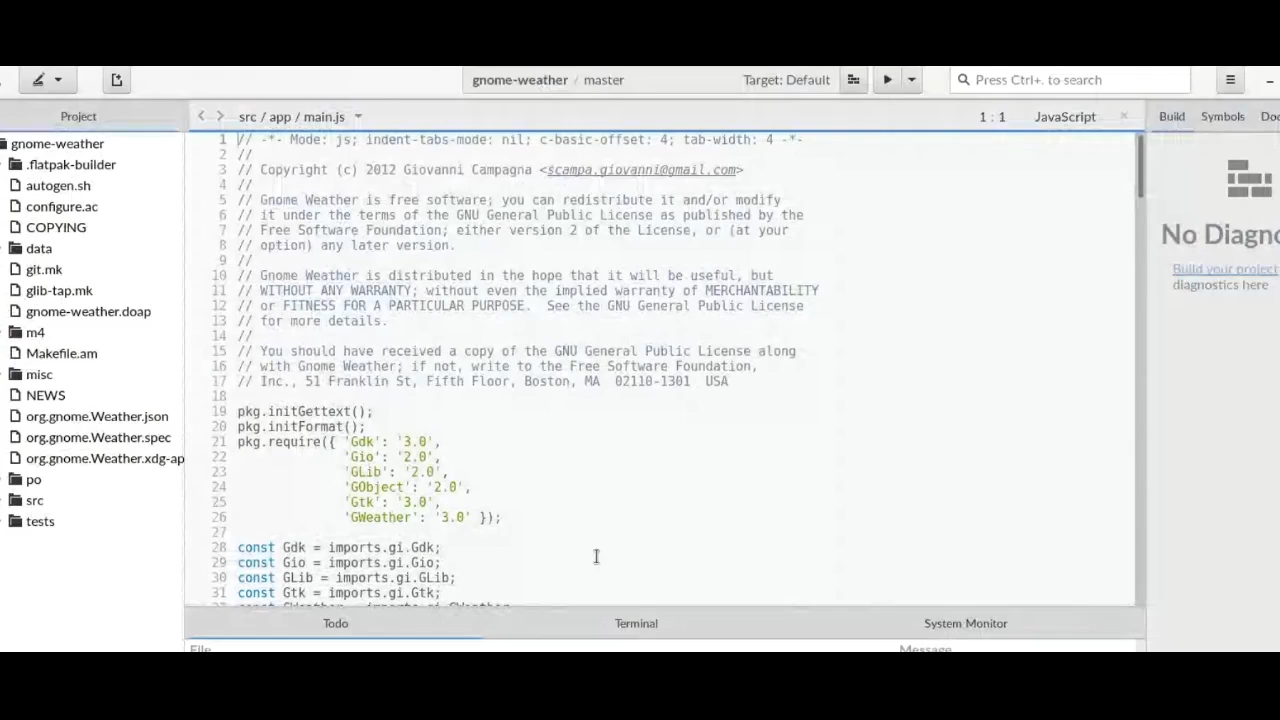 gnome-weather / master
Target: Default
Press Ctrl+. to search
Project
src / app / main.js
1 : 1
JavaScript
Build
Symbols
gnome-weather
.flatpak-builder
autogen.sh
configure.ac
COPYING
data
git.mk
glib-tap.mk
gnome-weather.doap
m4
Makefile.am
misc
NEWS
org.gnome.Weather.json
org.gnome.Weather.spec
org.gnome.Weather.xdg-ap
po
src
tests
1 // -*- Mode: js; indent-tabs-mode: nil; c-basic-offset: 4; tab-width: 4 -*-
2 //
3 // Copyright (c) 2012 Giovanni Campagna <scampa.giovanni@gmail.com>
4 //
5 // Gnome Weather is free software; you can redistribute it and/or modify
6 // it under the terms of the GNU General Public License as published by the
7 // Free Software Foundation; either version 2 of the License, or (at your
8 // option) any later version.
9 //
10 // Gnome Weather is distributed in the hope that it will be useful, but
11 // WITHOUT ANY WARRANTY; without even the implied warranty of MERCHANTABILITY
12 // or FITNESS FOR A PARTICULAR PURPOSE.  See the GNU General Public License
13 // for more details.
14 //
15 // You should have received a copy of the GNU General Public License along
16 // with Gnome Weather; if not, write to the Free Software Foundation,
17 // Inc., 51 Franklin St, Fifth Floor, Boston, MA  02110-1301  USA
18
19 pkg.initGettext();
20 pkg.initFormat();
21 pkg.require({ 'Gdk': '3.0',
22 'Gio': '2.0',
23 'GLib': '2.0',
24 'GObject': '2.0',
25 'Gtk': '3.0',
26 'GWeather': '3.0' });
27
28 const Gdk = imports.gi.Gdk;
29 const Gio = imports.gi.Gio;
30 const GLib = imports.gi.GLib;
31 const Gtk = imports.gi.Gtk;
No Diagn
Build your project
diagnostics here
Todo
Terminal
System Monitor
File
Message